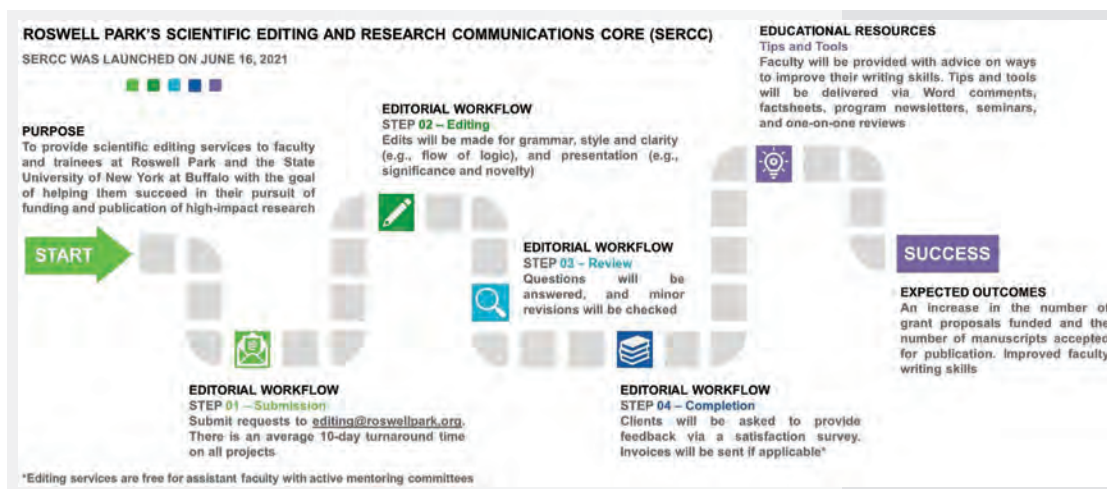 ROSWELL PARK'S SCIENTIFIC EDITING AND RESEARCH COMMUNICATIONS CORE (SERCC)
SERCC WAS LAUNCHED ON JUNE 16, 2021
PURPOSE
To provide scientific editing services to faculty
and trainees at Roswell Park and the State
University of New York at Buffalo with the goal
of helping them succeed in their pursuit of
funding and publication of high-impact research
START
EDITORIAL WORKFLOW
STEP 01 – Submission
Submit requests to editing@roswellpark.org.
There is an average 10-day turnaround time
on all projects
EDITORIAL WORKFLOW
STEP 02 – Editing
Edits will be made for grammar, style and clarity
(e.g., flow of logic), and presentation (e.g.,
significance and novelty)
EDITORIAL WORKFLOW
STEP 03 – Review
Questions will be
answered, and minor
revisions will be checked
EDITORIAL WORKFLOW
STEP 04 – Completion
Clients will be asked to provide
feedback via a satisfaction survey.
Invoices will be sent if applicable*
EDUCATIONAL RESOURCES
Tips and Tools
Faculty will be provided with advice on ways
to improve their writing skills. Tips and tools
will be delivered via Word comments,
factsheets, program newsletters, seminars,
and one-on-one reviews
SUCCESS
EXPECTED OUTCOMES
An increase in the number of
grant proposals funded and the
number of manuscripts accepted
for publication. Improved faculty
writing skills
*Editing services are free for assistant faculty with active mentoring committees